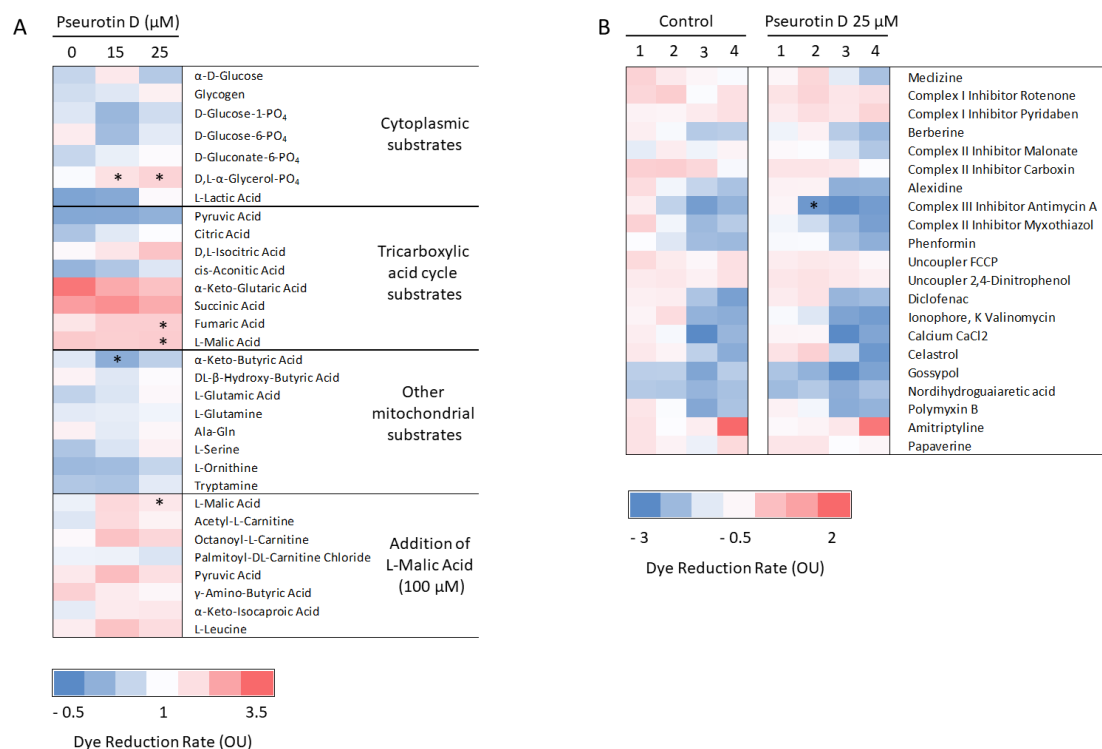 A
Pseurotin D (μM)
0 15 25
α-D-Glucose
Glycogen
D-Glucose-1-PO4
D-Glucose-6-PO4
D-Gluconate-6-PO4
D,L-α-Glycerol-PO4
* *
L-Lactic Acid
Cytoplasmic
substrates
Pyruvic Acid
Citric Acid
D,L-Isocitric Acid
cis-Aconitic Acid
α-Keto-Glutaric Acid
Succinic Acid
Fumaric Acid
*
L-Malic Acid
*
Tricarboxylic
acid cycle
substrates
α-Keto-Butyric Acid
*
DL-β-Hydroxy-Butyric Acid
L-Glutamic Acid
L-Glutamine
Ala-Gln
L-Serine
L-Ornithine
Tryptamine
Other
mitochondrial
substrates
L-Malic Acid
*
Acetyl-L-Carnitine
Octanoyl-L-Carnitine
Palmitoyl-DL-Carnitine Chloride
Pyruvic Acid
γ-Amino-Butyric Acid
α-Keto-Isocaproic Acid
L-Leucine
Addition of
L-Malic Acid
(100 μM)
- 0.5 1 3.5
Dye Reduction Rate (OU)
B
Control Pseurotin D 25 μM
1 2 3 4 1 2 3 4
Meclizine
Complex I Inhibitor Rotenone
Complex I Inhibitor Pyridaben
Berberine
Complex II Inhibitor Malonate
Complex II Inhibitor Carboxin
Alexidine
* Complex III Inhibitor Antimycin A
Complex II Inhibitor Myxothiazol
Phenformin
Uncoupler FCCP
Uncoupler 2,4-Dinitrophenol
Diclofenac
Ionophore, K Valinomycin
Calcium CaCl2
Celastrol
Gossypol
Nordihydroguaiaretic acid
Polymyxin B
Amitriptyline
Papaverine
- 3 - 0.5 2
Dye Reduction Rate (OU)